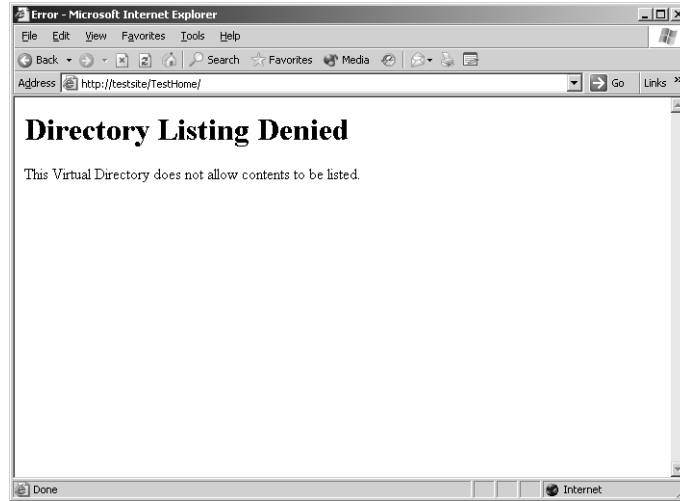 Error - Microsoft Internet Explorer
File Edit View Favorites Tools Help
Back Search Favorites Media
Address http://testsite/TestHome/ Go Links »
Directory Listing Denied
This Virtual Directory does not allow contents to be listed.
Done Internet